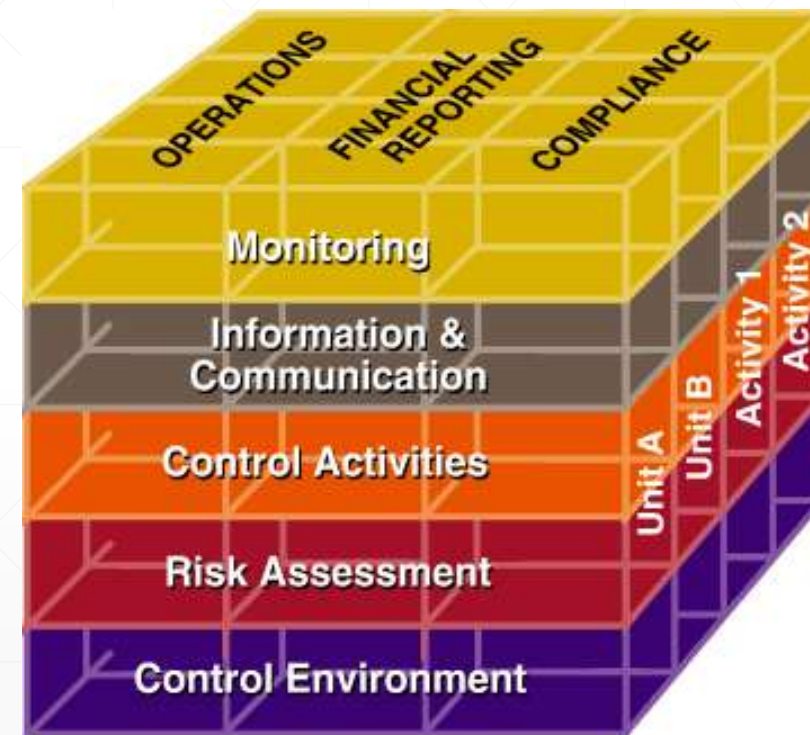 OPERATIONS
FINANCIAL
REPORTING
COMPLIANCE
Monitoring
Information &
Communication
Control Activities
Risk Assessment
Control Environment
Unit A
Unit B
Activity 1
Activity 2